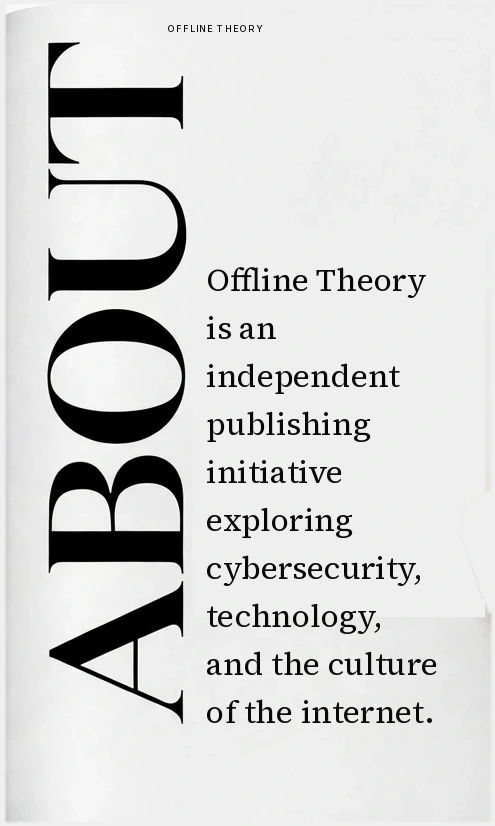 OFFLINE THEORY
ABOUT
Offline Theory
is an
independent
publishing
initiative
exploring
cybersecurity,
technology,
and the culture
of the internet.